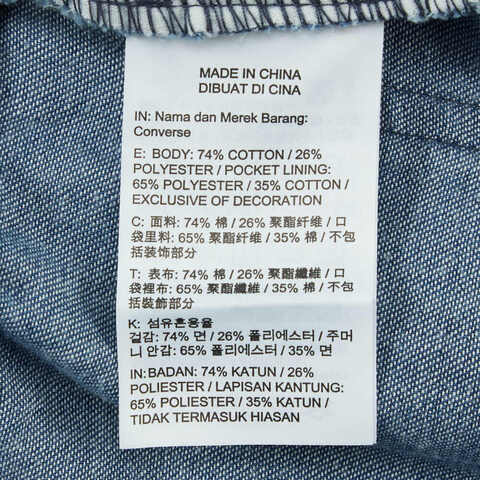 MADE IN CHINA
DIBUAT DI CINA
IN: Nama dan Merek Barang:
Converse
E: BODY: 74% COTTON / 26%
POLYESTER / POCKET LINING:
65% POLYESTER / 35% COTTON /
EXCLUSIVE OF DECORATION
C: 面料: 74% 棉 / 26% 聚酯纤维 / 口
袋里料: 65% 聚酯纤维 / 35% 棉 / 不包
括装饰部分
T: 表布: 74% 棉 / 26% 聚酯纖維 / 口
袋裡布: 65% 聚酯纖維 / 35% 棉 / 不包
括裝飾部分
K: 섬유혼용율
겉감: 74% 면 / 26% 폴리에스터 / 주머
니 안감: 65% 폴리에스터 / 35% 면
IN:BADAN: 74% KATUN / 26%
POLIESTER / LAPISAN KANTUNG:
65% POLIESTER / 35% KATUN /
TIDAK TERMASUK HIASAN